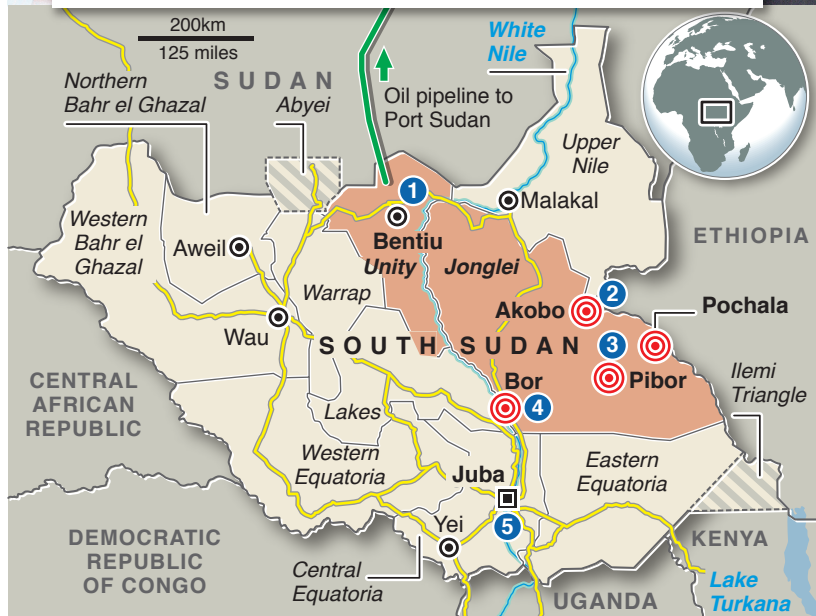 200km
125 miles
White
Nile
Northern
Bahr el Ghazal
SUDAN
Abyei
Oil pipeline to
Port Sudan
Upper
Nile
1
Malakal
Western
Bahr el
Ghazal
Aweil
Bentiu
Unity
Jonglei
ETHIOPIA
Warrap
Akobo
2
Pochala
Wau
SOUTH SUDAN
3
Ilemi
Triangle
CENTRAL
AFRICAN
REPUBLIC
Bor
4
Pibor
Lakes
Western
Equatoria
Juba
Eastern
Equatoria
5
Yei
DEMOCRATIC
REPUBLIC
OF CONGO
Central
Equatoria
KENYA
Lake
Turkana
UGANDA